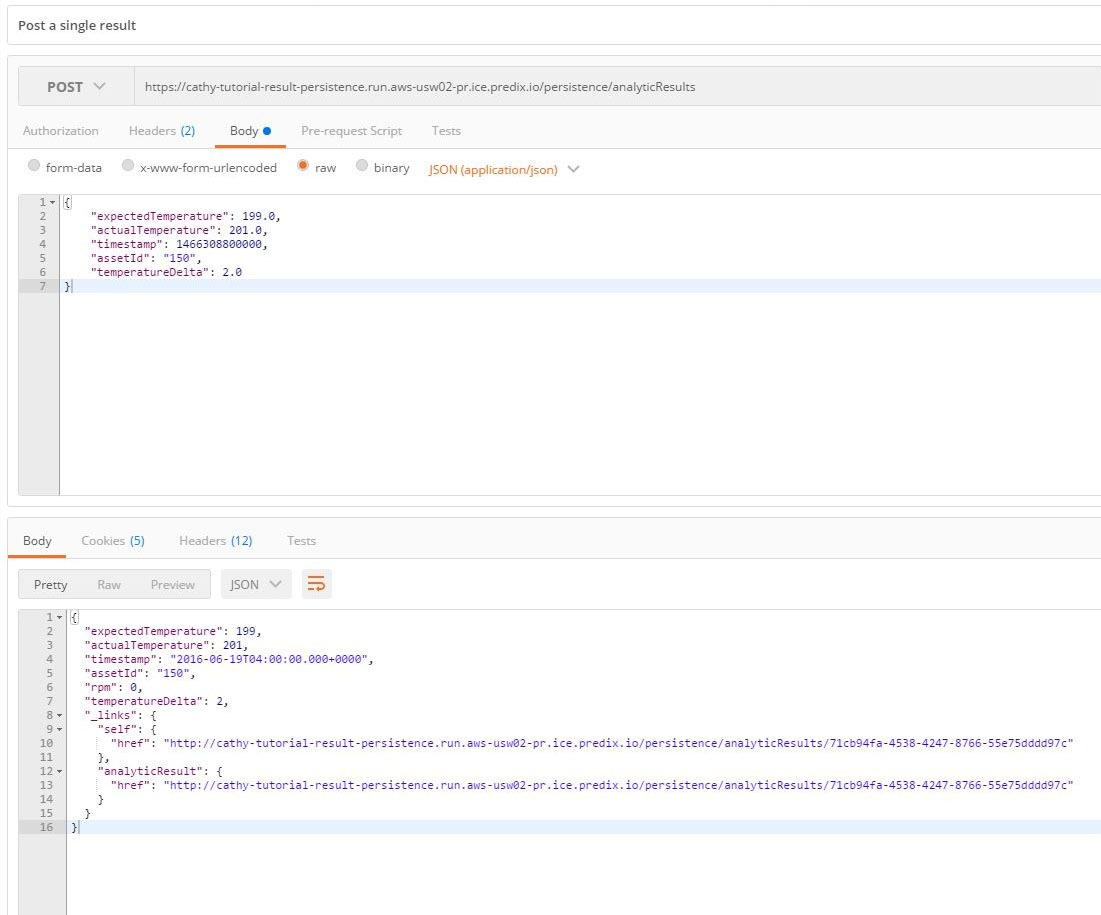 Post a single result
POST https://cathy-tutorial-result-persistence.run.aws-usw02-pr.ice.predix.io/persistence/analyticResults
Authorization Headers (2) Body Pre-request Script Tests
form-data x-www-form-urlencoded raw binary JSON (application/json)
1 {
2 "expectedTemperature": 199.0,
3 "actualTemperature": 201.0,
4 "timestamp": 1466308800000,
5 "assetId": "150",
6 "temperatureDelta": 2.0
7 }
Body Cookies (5) Headers (12) Tests
Pretty Raw Preview JSON
1 {
2 "expectedTemperature": 199,
3 "actualTemperature": 201,
4 "timestamp": "2016-06-19T04:00:00.000+0000",
5 "assetId": "150",
6 "rpm": 0,
7 "temperatureDelta": 2,
8 "_links": {
9 "self": {
10 "href": "http://cathy-tutorial-result-persistence.run.aws-usw02-pr.ice.predix.io/persistence/analyticResults/71cb94fa-4538-4247-8766-55e75dddd97c"
11 },
12 "analyticResult": {
13 "href": "http://cathy-tutorial-result-persistence.run.aws-usw02-pr.ice.predix.io/persistence/analyticResults/71cb94fa-4538-4247-8766-55e75dddd97c"
14 }
15 }
16 }